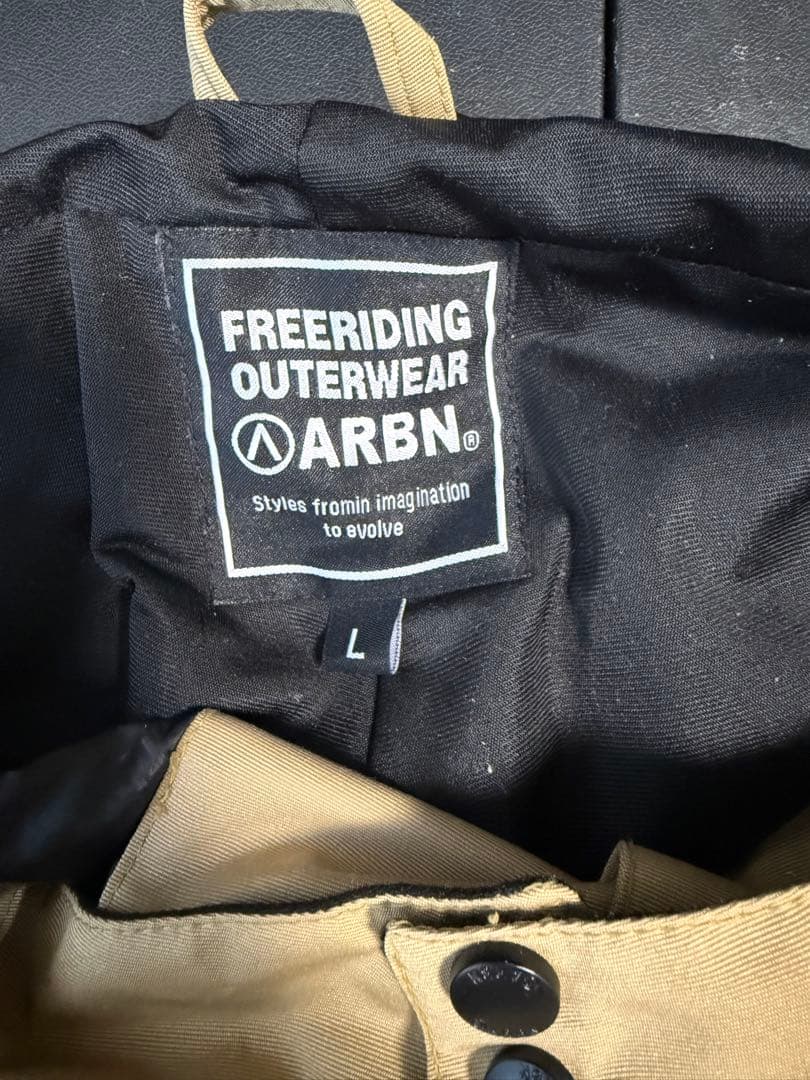 FREERIDING
OUTERWEAR
ARBN®
Styles fromin imagination
to evolve
L